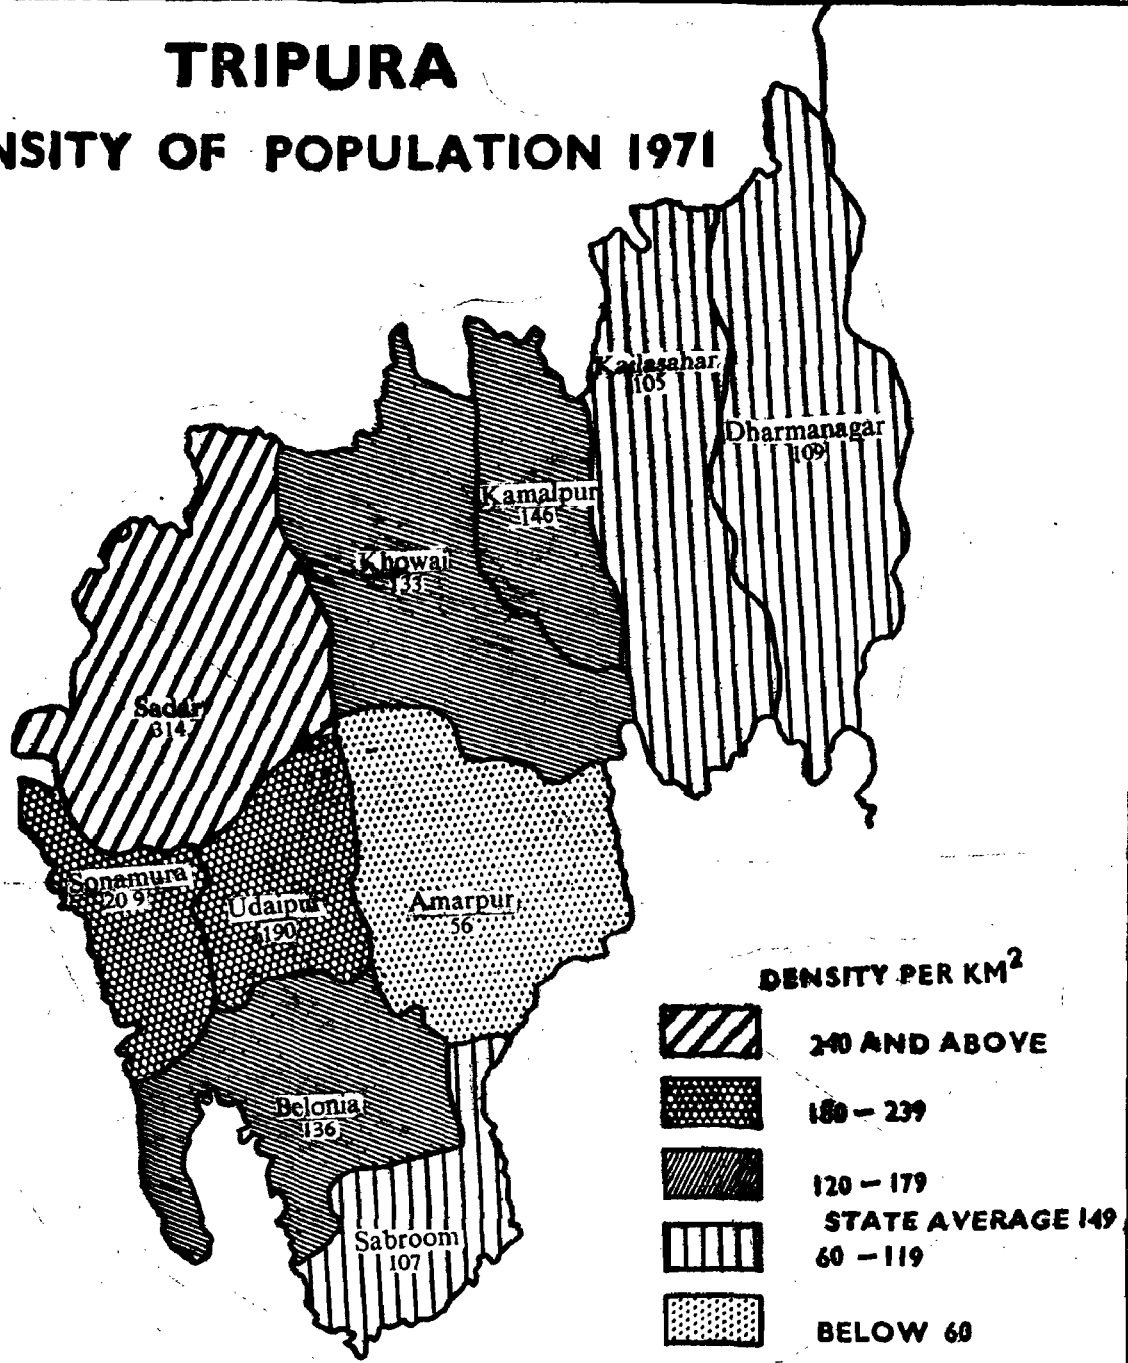 TRIPURA
NSITY OF POPULATION 1971
Kailasahar
105
Dharmanagar
109
Kamalpur
146
Khowai
133
Sadar
314
Sonamura
20 9
Udaipur
190
Amarpur
56
Belonia
136
Sabroom
107
DENSITY PER KM²
240 AND ABOVE
180 – 239
120 – 179
STATE AVERAGE 149
60 – 119
BELOW 60